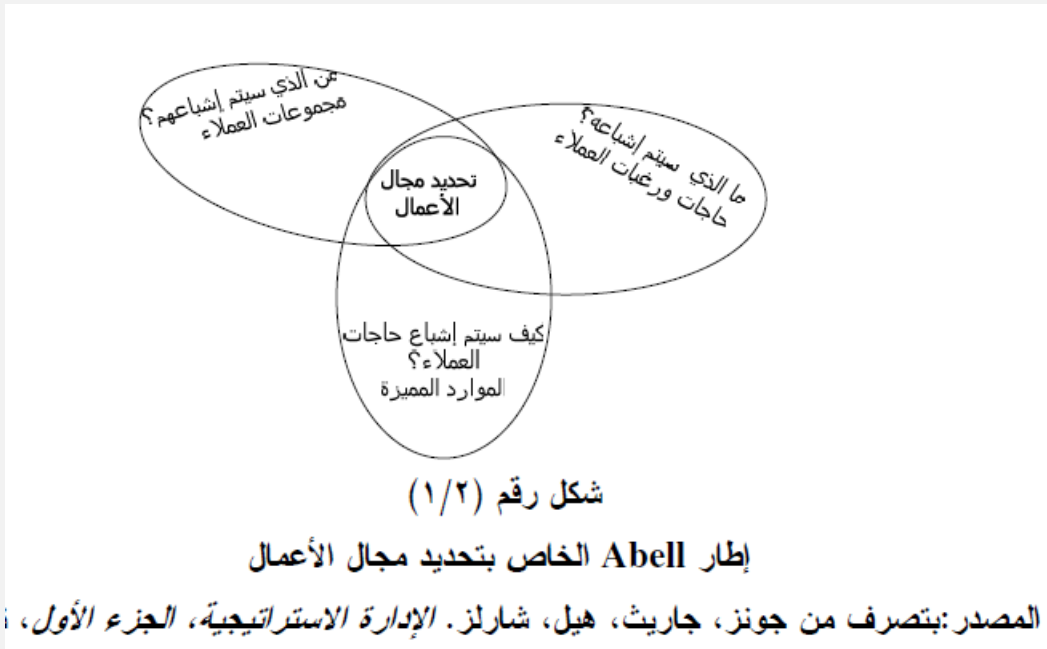 من الذي سيتم إشباعهم؟
مجموعات العملاء
ما الذي سيتم إشباعه؟
حاجات ورغبات العملاء
تحديد مجال
الأعمال
كيف سيتم إشباع حاجات
العملاء؟
الموارد المميزة
شكل رقم (١/٢)
إطار Abell الخاص بتحديد مجال الأعمال
المصدر:بتصرف من جونز، جاريث، هيل، شارلز. الإدارة الاستراتيجية، الجزء الأول،